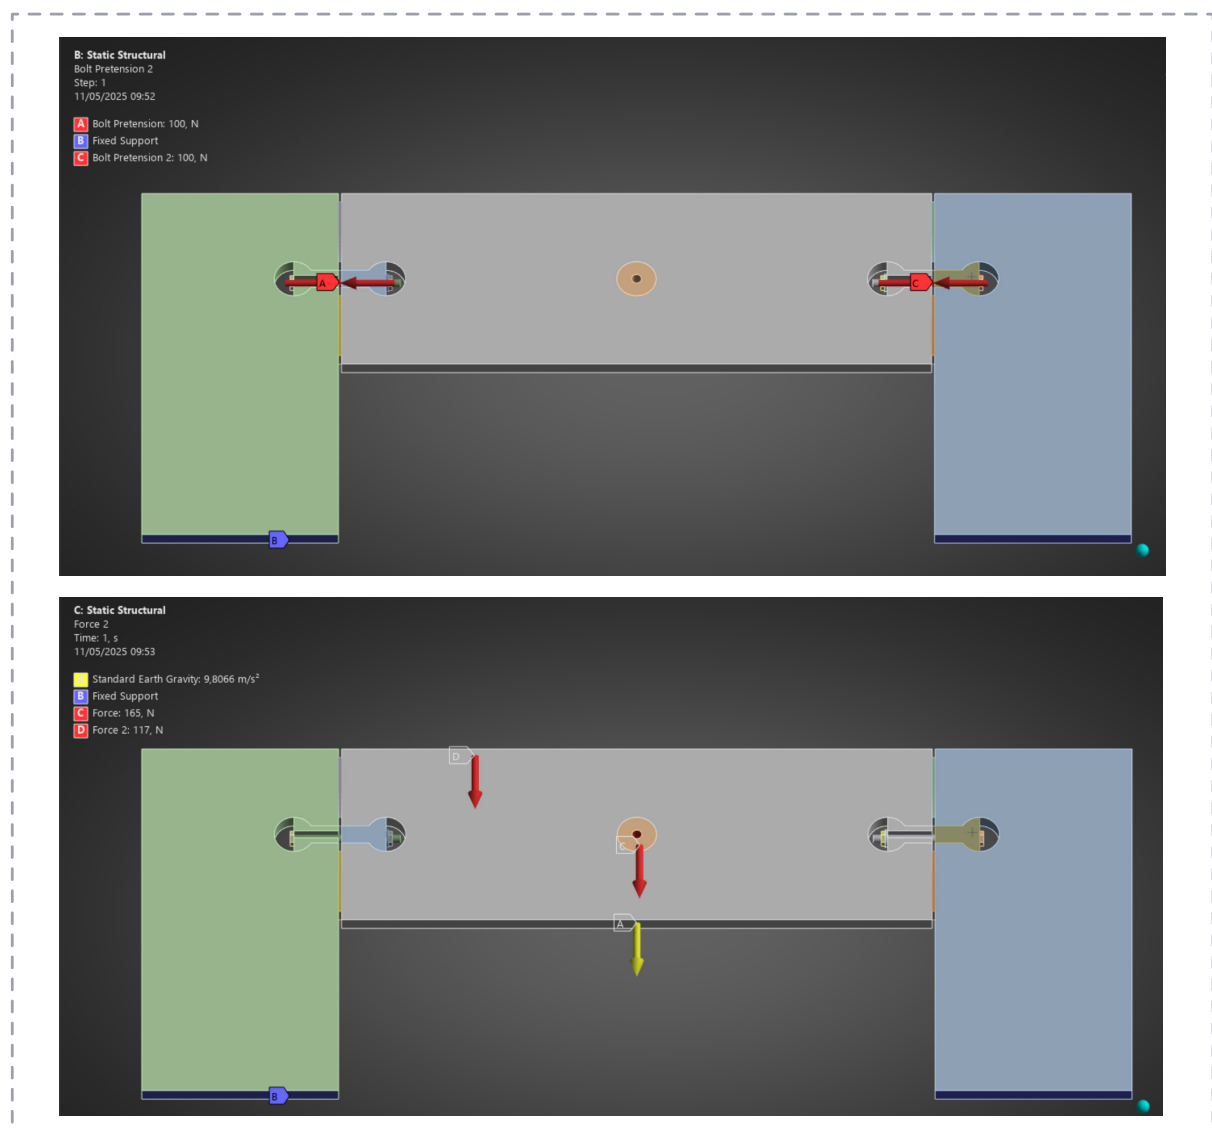 B: Static Structural
Bolt Pretension 2
Step: 1
11/05/2025 09:52
A Bolt Pretension: 100, N
B Fixed Support
C Bolt Pretension 2: 100, N
A
C
B
C: Static Structural
Force 2
Time: 1, s
11/05/2025 09:53
Standard Earth Gravity: 9,8066 m/s²
B Fixed Support
C Force: 165, N
D Force 2: 117, N
D
C
A
B